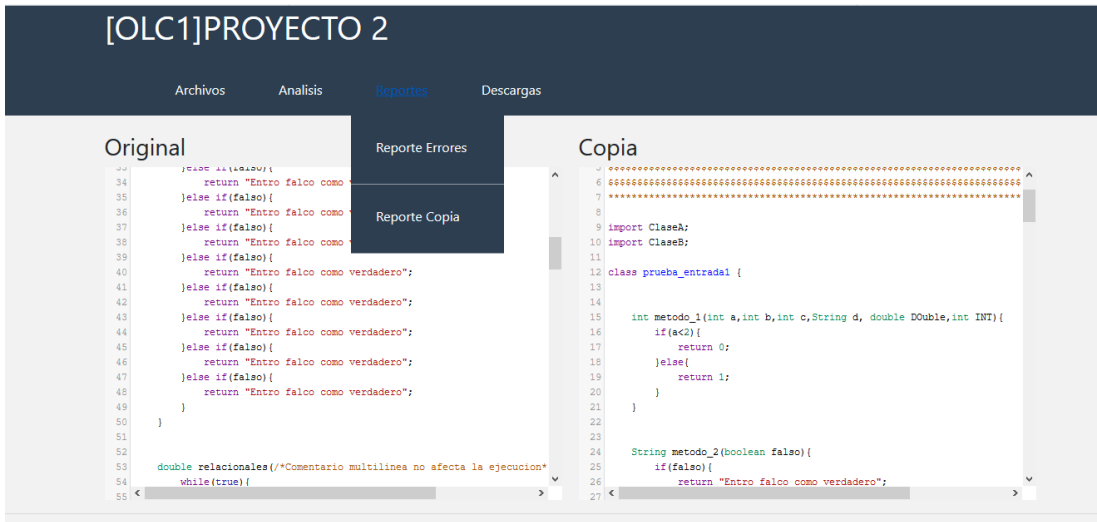 [OLC1]PROYECTO 2
Archivos Analisis Reportes Descargas
Reporte Errores
Reporte Copia
Original
33 }else if(falso){
34 return "Entro falco como
35 }else if(falso){
36 return "Entro falco como
37 }else if(falso){
38 return "Entro falco como
39 }else if(falso){
40 return "Entro falco como verdadero";
41 }else if(falso){
42 return "Entro falco como verdadero";
43 }else if(falso){
44 return "Entro falco como verdadero";
45 }else if(falso){
46 return "Entro falco como verdadero";
47 }else if(falso){
48 return "Entro falco como verdadero";
49 }
50 }
51
52
53 double relacionales(/*Comentario multilinea no afecta la ejecucion*
54 while(true){
55
Copia
5
6
7 ***********************************************************************
8
9 import ClaseA;
10 import ClaseB;
11
12 class prueba_entrada1 {
13
14
15 int metodo_1(int a,int b,int c,String d, double DOuble,int INT){
16 if(a<2){
17 return 0;
18 }else{
19 return 1;
20 }
21 }
22
23
24 String metodo_2(boolean falso){
25 if(falso){
26 return "Entro falco como verdadero";
27